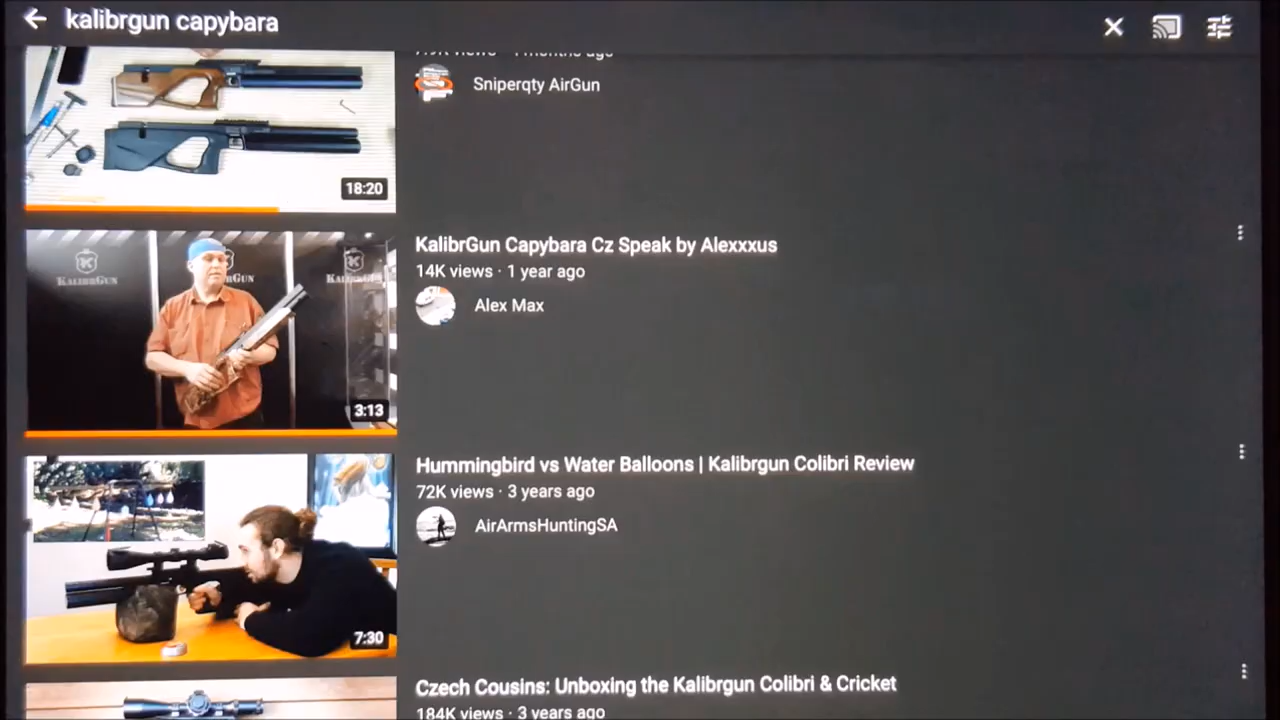 kalibrgun capybara
Sniperqty AirGun
18:20
KalibrGun Capybara Cz Speak by Alexxxus
14K views · 1 year ago
Alex Max
KALIBRGUN
3:13
Hummingbird vs Water Balloons | Kalibrgun Colibri Review
72K views · 3 years ago
AirArmsHuntingSA
7:30
Czech Cousins: Unboxing the Kalibrgun Colibri & Cricket
184K views · 3 years ago